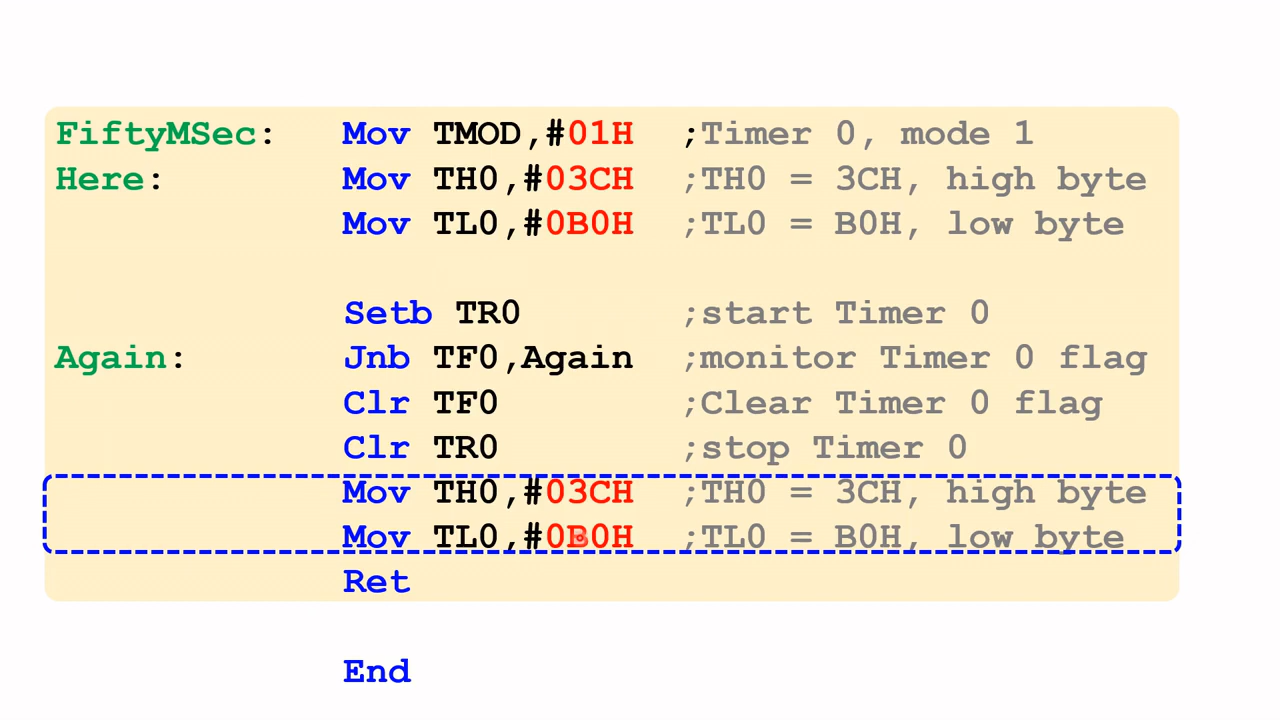 FiftyMSec: Mov TMOD,#01H ;Timer 0, mode 1
Here: Mov TH0,#03CH ;TH0 = 3CH, high byte
Mov TL0,#0B0H ;TL0 = B0H, low byte
Setb TR0 ;start Timer 0
Again: Jnb TF0,Again ;monitor Timer 0 flag
Clr TF0 ;Clear Timer 0 flag
Clr TR0 ;stop Timer 0
Mov TH0,#03CH ;TH0 = 3CH, high byte
Mov TL0,#0B0H ;TL0 = B0H, low byte
Ret
End